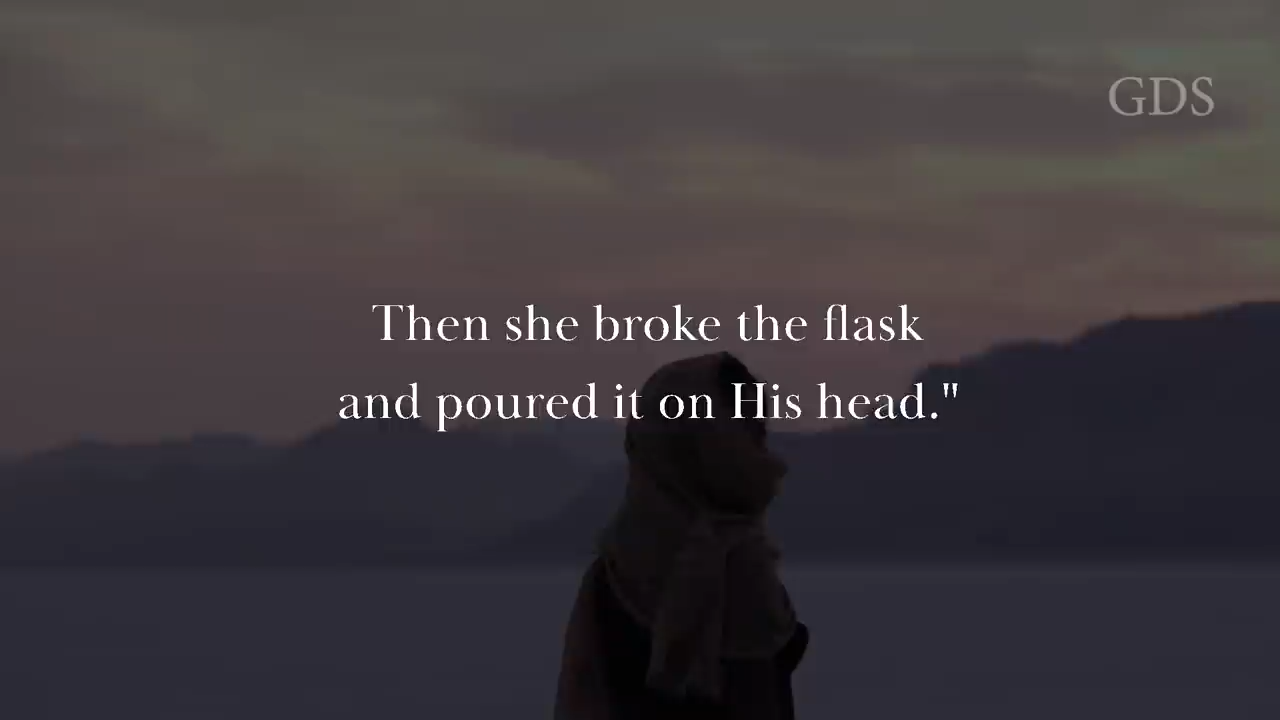 GDS
Then she broke the flask
and poured it on His head."